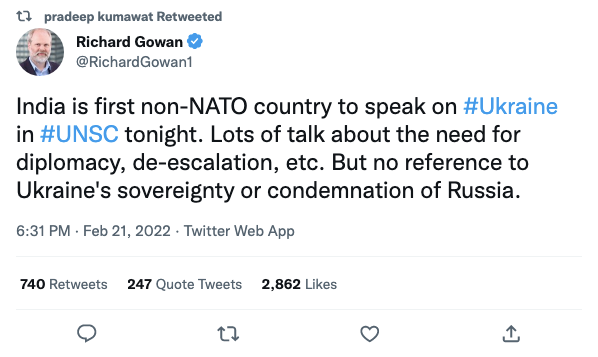 pradeep kumawat Retweeted
Richard Gowan
@RichardGowan1
India is first non-NATO country to speak on #Ukraine
in #UNSC tonight. Lots of talk about the need for
diplomacy, de-escalation, etc. But no reference to
Ukraine's sovereignty or condemnation of Russia.
6:31 PM · Feb 21, 2022 · Twitter Web App
740 Retweets 247 Quote Tweets 2,862 Likes